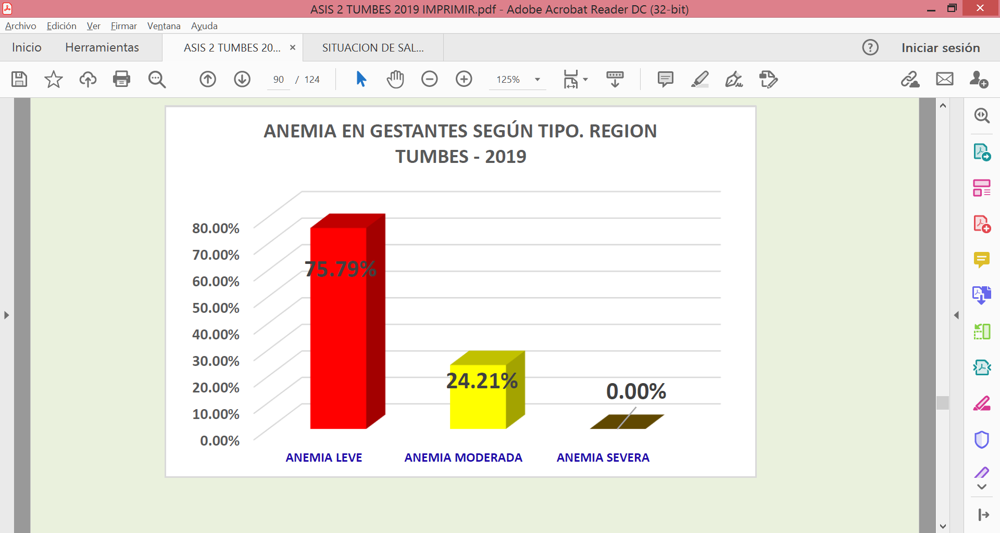 ASIS 2 TUMBES 2019 IMPRIMIR.pdf - Adobe Acrobat Reader DC (32-bit)
Archivo Edición Ver Firmar Ventana Ayuda
Inicio Herramientas ASIS 2 TUMBES 20... × SITUACION DE SAL... ? Iniciar sesión
90 / 124 125%
ANEMIA EN GESTANTES SEGÚN TIPO. REGION
TUMBES - 2019
80.00%
70.00%
60.00%
50.00%
40.00%
30.00%
20.00%
10.00%
0.00%
75.79%
24.21%
0.00%
ANEMIA LEVE ANEMIA MODERADA ANEMIA SEVERA